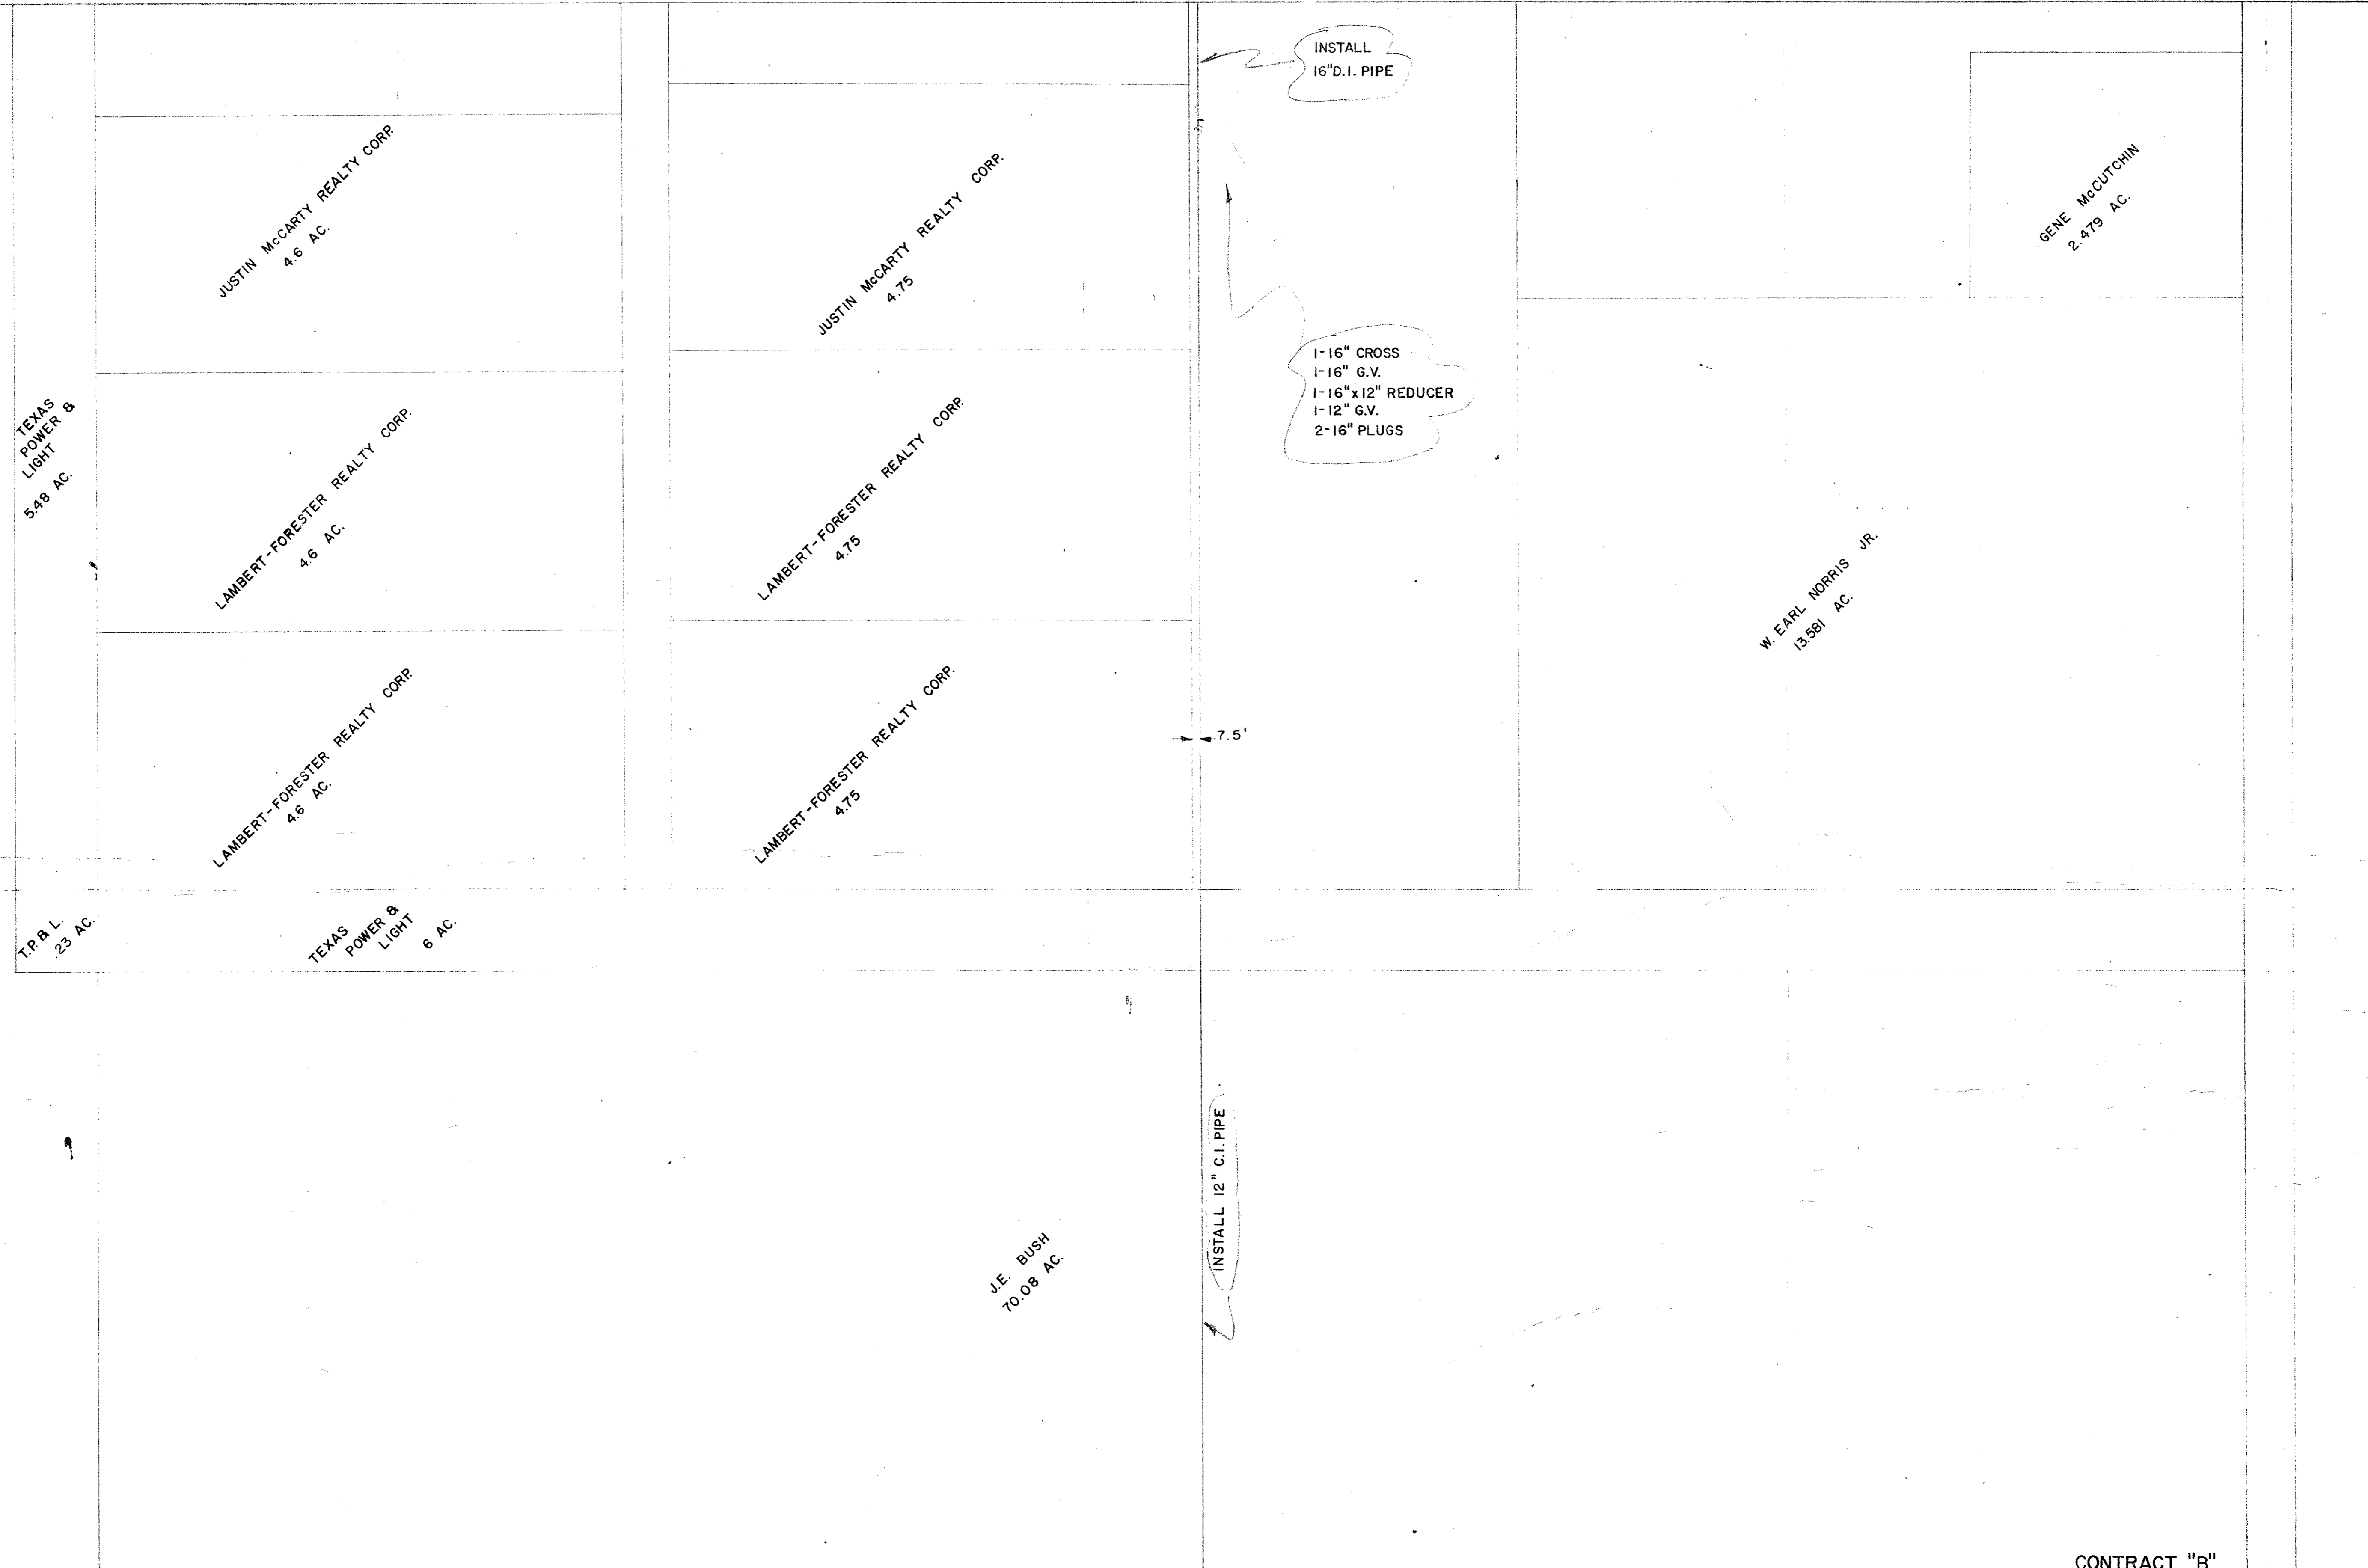 INSTALL
16"D.I. PIPE
JUSTIN McCARTY REALTY CORP.
4.6 AC.
JUSTIN McCARTY REALTY CORP.
4.75
GENE McCUTCHIN
2.479 AC.
1-16" CROSS
1-16" G.V.
1-16"x12" REDUCER
1-12" G.V.
2-16" PLUGS
TEXAS
POWER &
LIGHT
5.48 AC.
LAMBERT-FORESTER REALTY CORP.
4.6 AC.
LAMBERT-FORESTER REALTY CORP.
4.75
W. EARL NORRIS JR.
13.581 AC.
LAMBERT-FORESTER REALTY CORP.
4.6 AC.
LAMBERT-FORESTER REALTY CORP.
4.75
7.5'
T.P. & L.
.23 AC.
TEXAS
POWER &
LIGHT
6 AC.
INSTALL 12" C.I. PIPE
J.E. BUSH
70.08 AC.
CONTRACT "B"